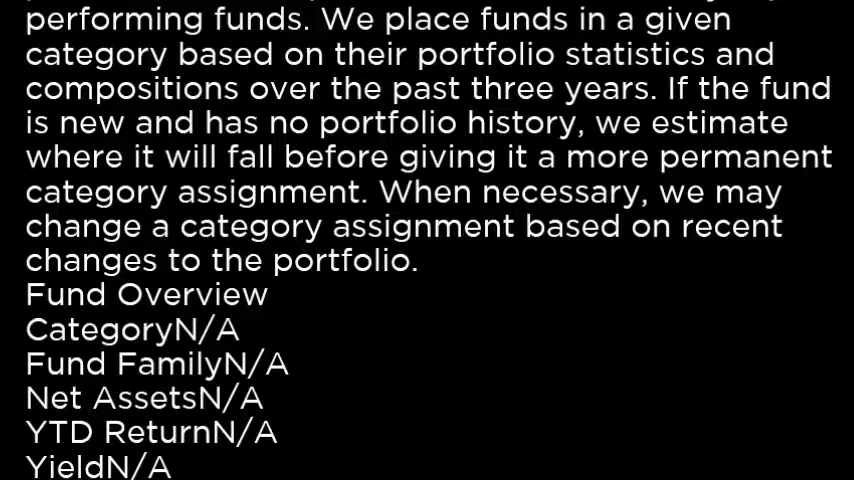 performing funds. We place funds in a given
category based on their portfolio statistics and
compositions over the past three years. If the fund
is new and has no portfolio history, we estimate
where it will fall before giving it a more permanent
category assignment. When necessary, we may
change a category assignment based on recent
changes to the portfolio.
Fund Overview
CategoryN/A
Fund FamilyN/A
Net AssetsN/A
YTD ReturnN/A
YieldN/A